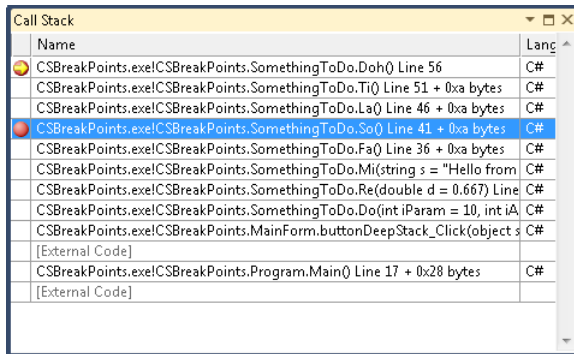 Call Stack
Name Lang
CSBreakPoints.exe!CSBreakPoints.SomethingToDo.Doh() Line 56 C#
CSBreakPoints.exe!CSBreakPoints.SomethingToDo.Ti() Line 51 + 0xa bytes C#
CSBreakPoints.exe!CSBreakPoints.SomethingToDo.La() Line 46 + 0xa bytes C#
CSBreakPoints.exe!CSBreakPoints.SomethingToDo.So() Line 41 + 0xa bytes C#
CSBreakPoints.exe!CSBreakPoints.SomethingToDo.Fa() Line 36 + 0xa bytes C#
CSBreakPoints.exe!CSBreakPoints.SomethingToDo.Mi(string s = "Hello from C#
CSBreakPoints.exe!CSBreakPoints.SomethingToDo.Re(double d = 0.667) Line C#
CSBreakPoints.exe!CSBreakPoints.SomethingToDo.Do(int iParam = 10, int iA C#
CSBreakPoints.exe!CSBreakPoints.MainForm.buttonDeepStack_Click(object s C#
[External Code]
CSBreakPoints.exe!CSBreakPoints.Program.Main() Line 17 + 0x28 bytes C#
[External Code]